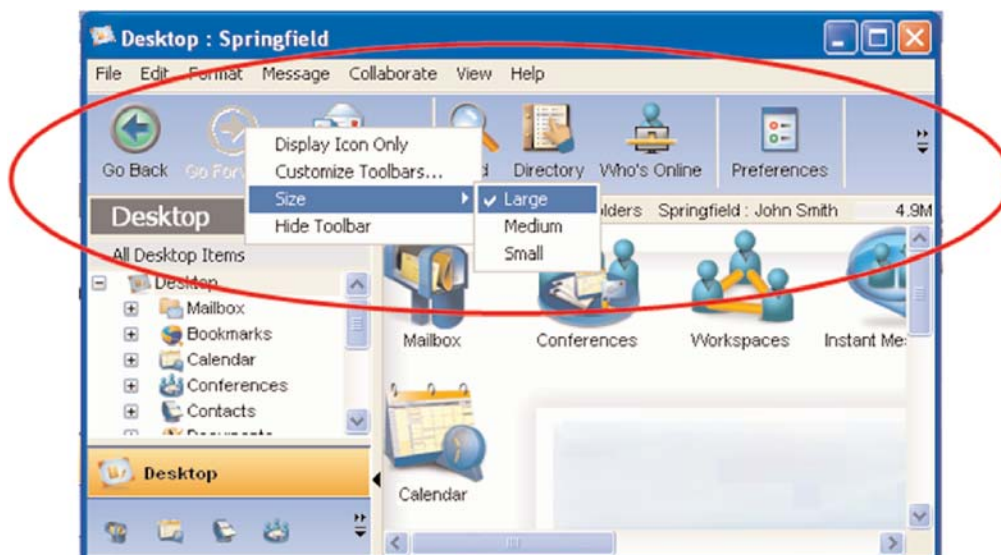 Desktop : Springfield
File Edit Format Message Collaborate View Help
Go Back Directory Who's Online Preferences
Display Icon Only
Customize Toolbars...
Size
Hide Toolbar
Large
Medium
Small
Desktop
Springfield : John Smith 4.9M
All Desktop Items
Desktop
Mailbox
Bookmarks
Calendar
Conferences
Contacts
Mailbox Conferences Workspaces Instant Me
Calendar
Desktop